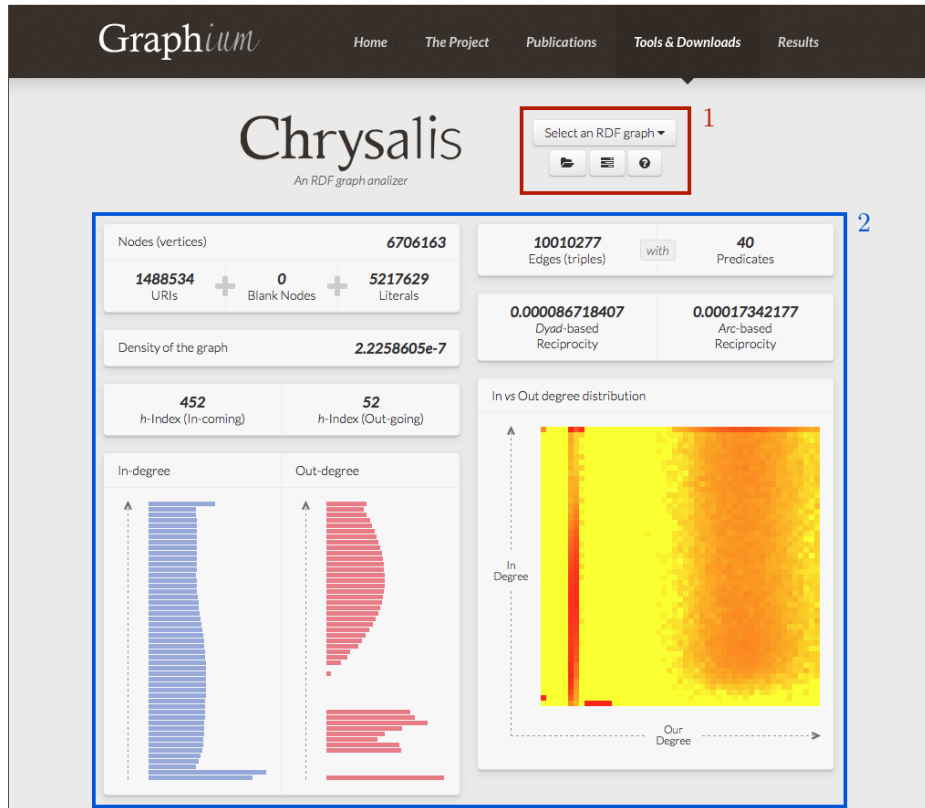 Graphium
Home The Project Publications Tools & Downloads Results
Chrysalis
An RDF graph analizer
Select an RDF graph
1
2
Nodes (vertices) 6706163
1488534 0 5217629
URIs Blank Nodes Literals
Density of the graph 2.2258605e-7
452 52
h-Index (In-coming) h-Index (Out-going)
In-degree Out-degree
10010277 with 40
Edges (triples) Predicates
0.000086718407 0.00017342177
Dyad-based Arc-based
Reciprocity Reciprocity
In vs Out degree distribution
In
Degree
Our
Degree